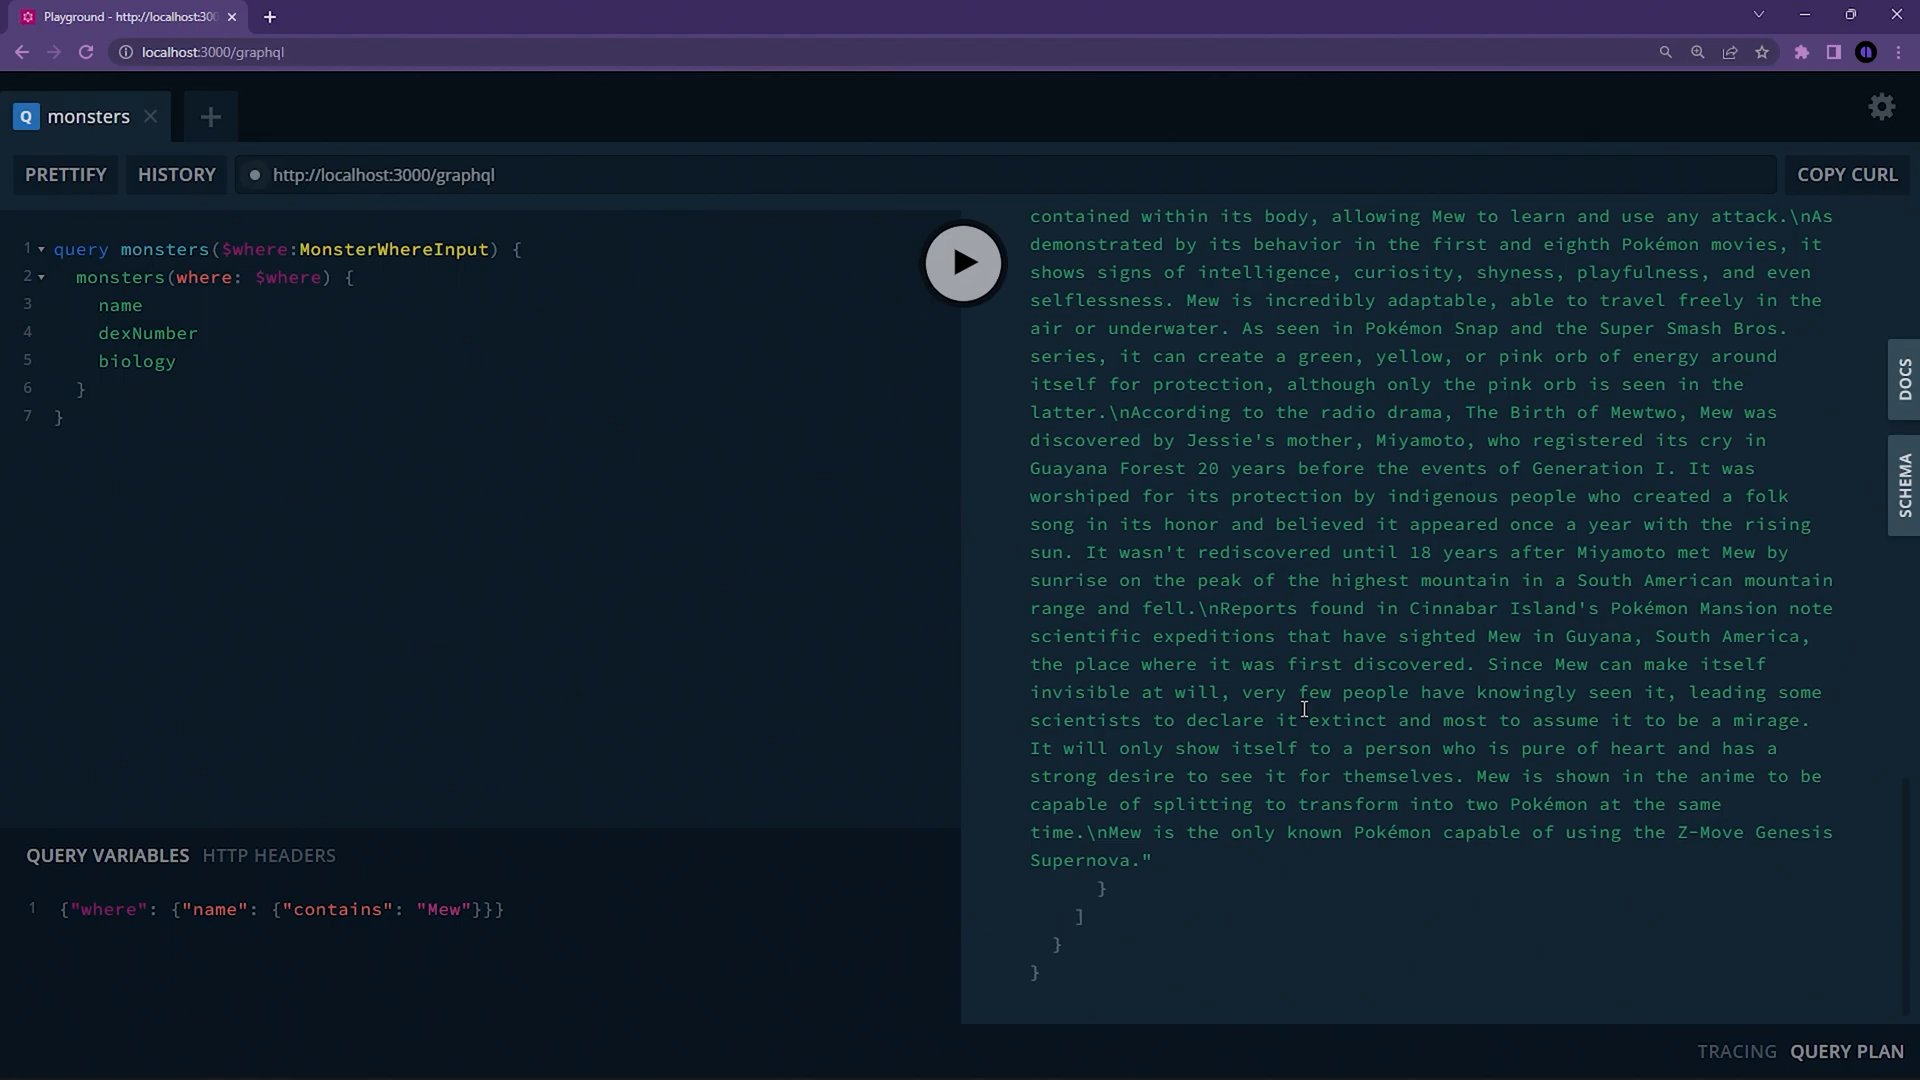 Playground - http://localhost:300
localhost:3000/graphql
Q monsters
PRETTIFY HISTORY http://localhost:3000/graphql COPY CURL
1 query monsters($where:MonsterWhereInput) {
2 monsters(where: $where) {
3 name
4 dexNumber
5 biology
6 }
7 }
QUERY VARIABLES HTTP HEADERS
1 {"where": {"name": {"contains": "Mew"}}}
contained within its body, allowing Mew to learn and use any attack.\nAs
demonstrated by its behavior in the first and eighth Pokémon movies, it
shows signs of intelligence, curiosity, shyness, playfulness, and even
selflessness. Mew is incredibly adaptable, able to travel freely in the
air or underwater. As seen in Pokémon Snap and the Super Smash Bros.
series, it can create a green, yellow, or pink orb of energy around
itself for protection, although only the pink orb is seen in the
latter.\nAccording to the radio drama, The Birth of Mewtwo, Mew was
discovered by Jessie's mother, Miyamoto, who registered its cry in
Guayana Forest 20 years before the events of Generation I. It was
worshiped for its protection by indigenous people who created a folk
song in its honor and believed it appeared once a year with the rising
sun. It wasn't rediscovered until 18 years after Miyamoto met Mew by
sunrise on the peak of the highest mountain in a South American mountain
range and fell.\nReports found in Cinnabar Island's Pokémon Mansion note
scientific expeditions that have sighted Mew in Guyana, South America,
the place where it was first discovered. Since Mew can make itself
invisible at will, very few people have knowingly seen it, leading some
scientists to declare it extinct and most to assume it to be a mirage.
It will only show itself to a person who is pure of heart and has a
strong desire to see it for themselves. Mew is shown in the anime to be
capable of splitting to transform into two Pokémon at the same
time.\nMew is the only known Pokémon capable of using the Z-Move Genesis
Supernova."
}
]
}
}
DOCS
SCHEMA
TRACING QUERY PLAN